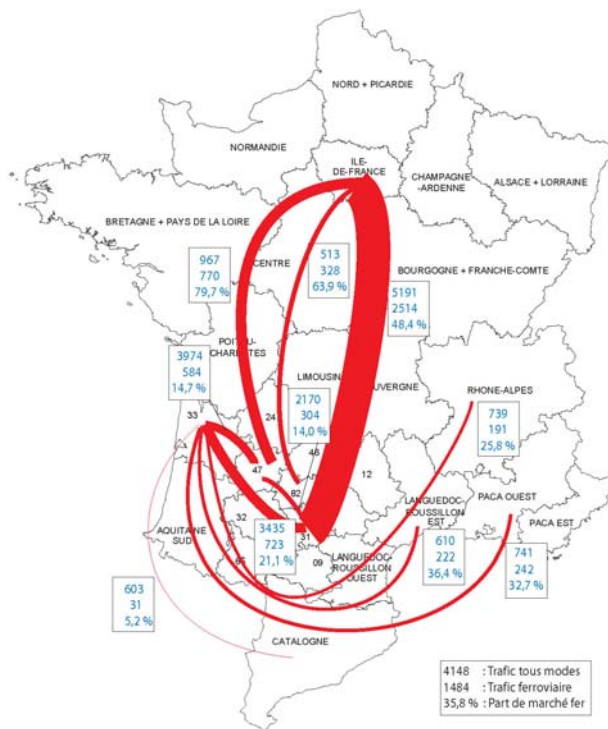 NORD + PICARDIE
NORMANDIE
ILE-
DE-FRANCE
CHAMPAGNE
-ARDENNE
ALSACE + LORRAINE
BRETAGNE + PAYS DE LA LOIRE
CENTRE
967
770
79,7 %
513
328
63,9 %
BOURGOGNE + FRANCHE-COMTE
5191
2514
48,4 %
POITOU-
CHARENTES
3974
584
14,7 %
LIMOUSIN
AUVERGNE
2170
304
14,0 %
RHONE-ALPES
739
191
25,8 %
33
24
46
47
12
82
LANGUEDOC-
ROUSSILLON
EST
PACA OUEST
PACA EST
32
31
AQUITAINE
SUD
3435
723
21,1 %
65
09
LANGUEDOC-
ROUSSILLON
OUEST
610
222
36,4 %
741
242
32,7 %
603
31
5,2 %
CATALOGNE
4148 : Trafic tous modes
1484 : Trafic ferroviaire
35,8 % : Part de marché fer